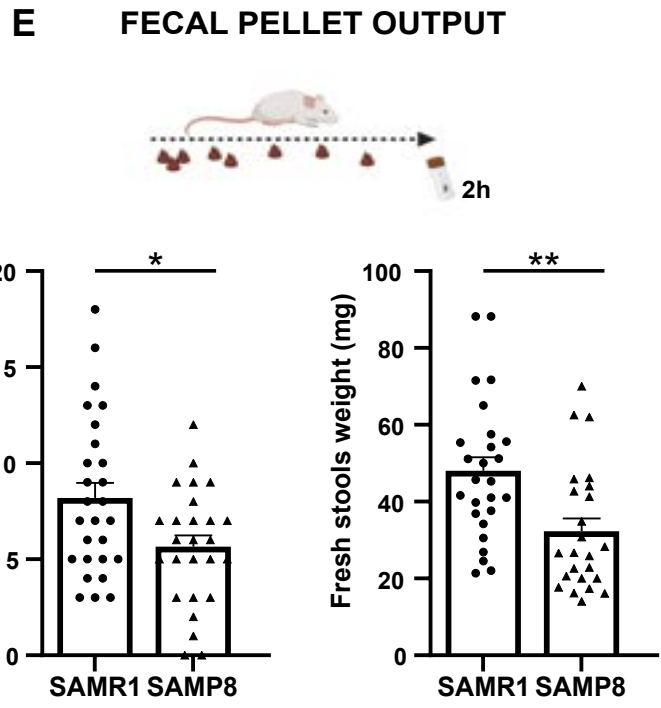 E FECAL PELLET OUTPUT
2h
20
5
0
5
0
*
SAMR1 SAMP8
Fresh stools weight (mg)
100
80
60
40
20
0
**
SAMR1 SAMP8